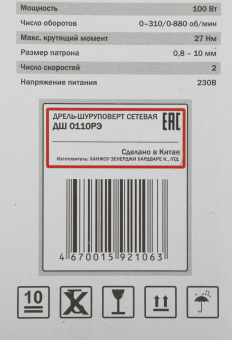 Мощность 100 Вт
Число оборотов 0–310/0-880 об/мин
Макс. крутящий момент 27 Нм
Размер патрона 0,8 – 10 мм
Число скоростей 2
Напряжение питания 230В
ДРЕЛЬ-ШУРУПОВЕРТ СЕТЕВАЯ
ДШ 0110РЭ
ЕАС
Сделано в Китае
Изготовитель: ХАНЖОУ ЗЕНЕРДЖИ ХАРДВАРЕ К., ЛТД.
4 670015 921063
10